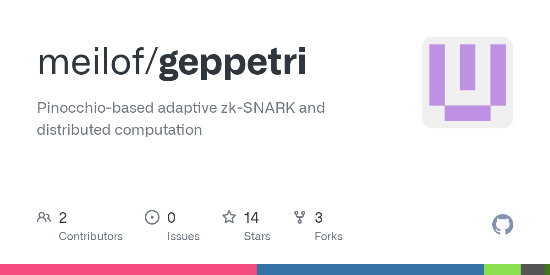 meilof/geppetri
Pinocchio-based adaptive zk-SNARK and
distributed computation
2 0 14 3
Contributors Issues Stars Forks